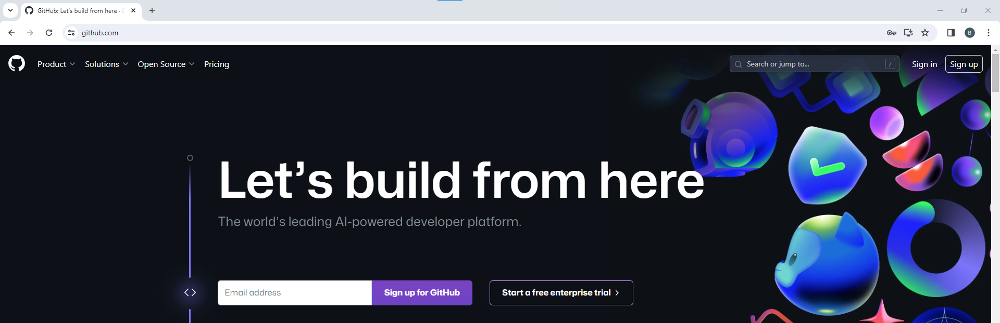 GitHub: Let's build from here ·
github.com
B
Product Solutions Open Source Pricing
Search or jump to... /
Sign in
Sign up
Let’s build from here
The world’s leading AI-powered developer platform.
Email address
Sign up for GitHub
Start a free enterprise trial